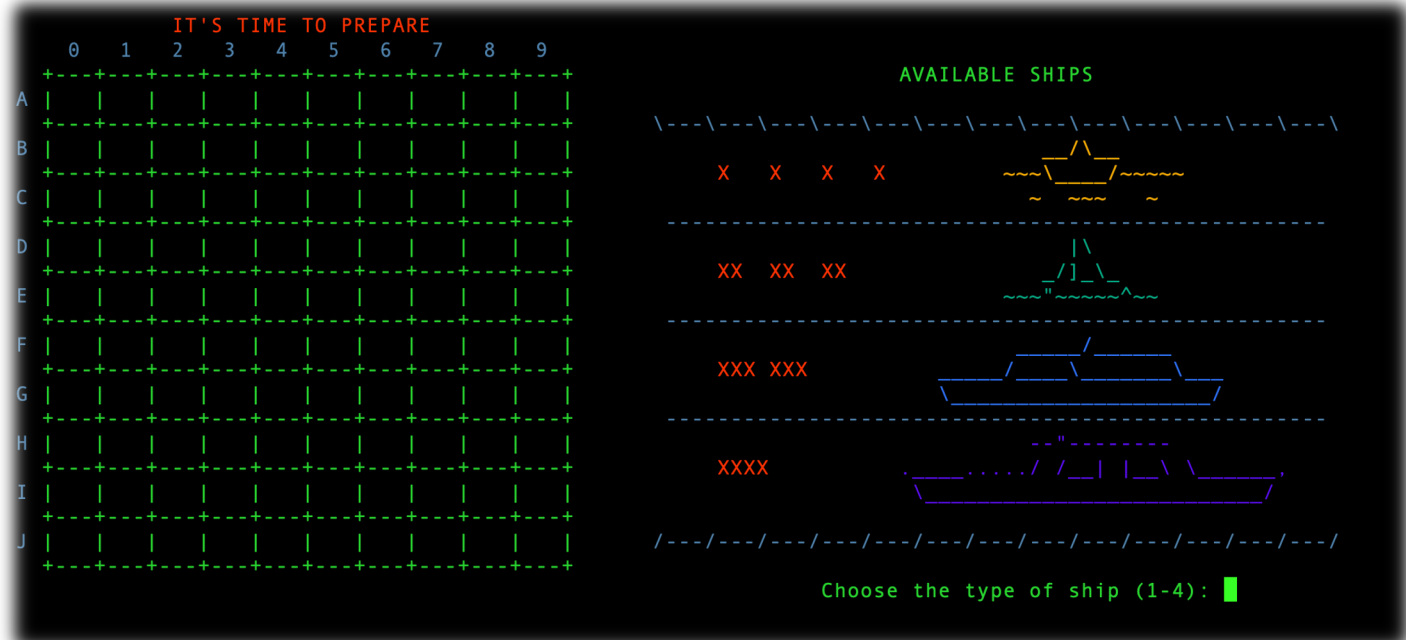 IT'S TIME TO PREPARE
0 1 2 3 4 5 6 7 8 9
A
B
C
D
E
F
G
H
I
J
AVAILABLE SHIPS
X X X X
XX XX XX
XXX XXX
XXXX
Choose the type of ship (1-4):